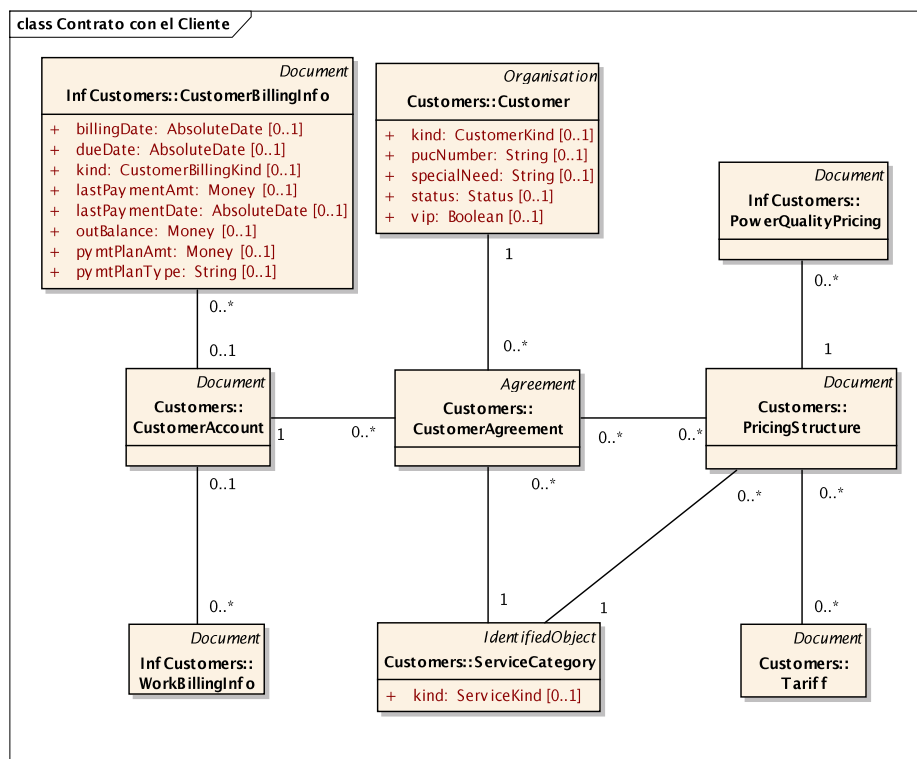 class Contrato con el Cliente
Document
InfCustomers::CustomerBillingInfo
+ billingDate: AbsoluteDate [0..1]
+ dueDate: AbsoluteDate [0..1]
+ kind: CustomerBillingKind [0..1]
+ lastPaymentAmt: Money [0..1]
+ lastPaymentDate: AbsoluteDate [0..1]
+ outBalance: Money [0..1]
+ pymtPlanAmt: Money [0..1]
+ pymtPlanType: String [0..1]
Organisation
Customers::Customer
+ kind: CustomerKind [0..1]
+ pucNumber: String [0..1]
+ specialNeed: String [0..1]
+ status: Status [0..1]
+ vip: Boolean [0..1]
Document
InfCustomers::
PowerQualityPricing
0..*
0..1
1
0..*
0..*
1
Document
Customers::
CustomerAccount
1
0..*
Agreement
Customers::
CustomerAgreement
0..*
0..*
Document
Customers::
PricingStructure
0..1
0..*
0..*
1
0..*
1
0..*
0..*
Document
InfCustomers::
WorkBillingInfo
IdentifiedObject
Customers::ServiceCategory
+ kind: ServiceKind [0..1]
Document
Customers::
Tariff